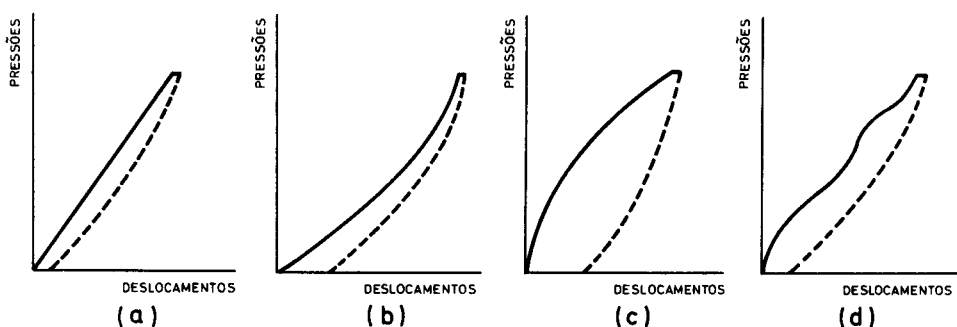 PRESSÕES
DESLOCAMENTOS
(a)
PRESSÕES
DESLOCAMENTOS
(b)
PRESSÕES
DESLOCAMENTOS
(c)
PRESSÕES
DESLOCAMENTOS
(d)